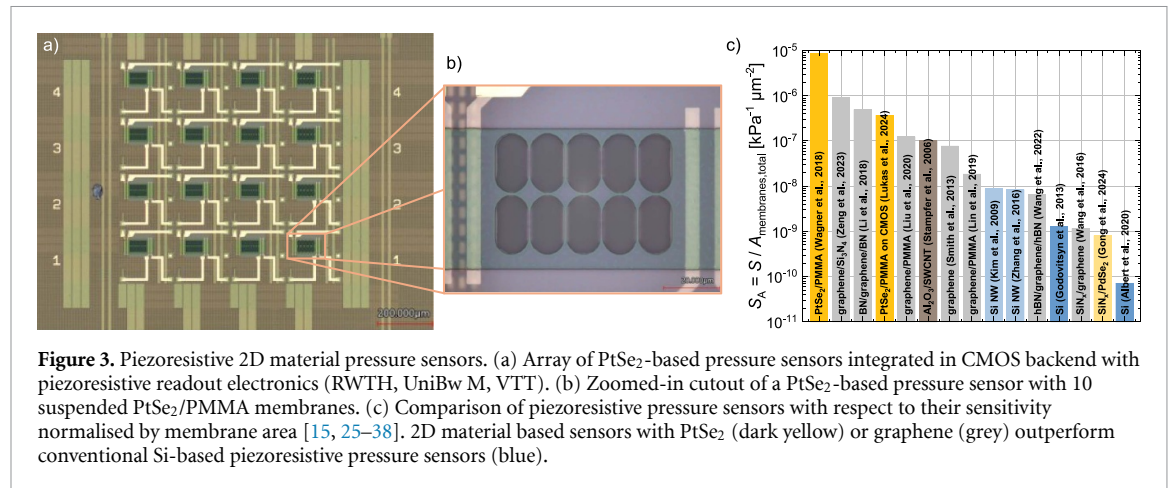 a)
4
4
3
3
2
2
1
1
200.000µm
b)
20.000µm
c)
S_A = S / A_membranes,total [kPa⁻¹ µm⁻²]
10⁻⁵
10⁻⁶
10⁻⁷
10⁻⁸
10⁻⁹
10⁻¹⁰
10⁻¹¹
PtSe₂/PMMA (Wagner et al., 2018)
graphene/Si₃N₄ (Zeng et al., 2023)
BN/graphene/BN (Li et al., 2018)
PtSe₂/PMMA on CMOS (Lukas et al., 2024)
graphene/PMMA (Liu et al., 2020)
Al₂O₃/SWCNT (Stampfer et al., 2006)
graphene (Smith et al., 2013)
graphene/PMMA (Lin et al., 2019)
Si NW (Kim et al., 2009)
Si NW (Zhang et al., 2016)
hBN/graphene/hBN (Wang et al., 2022)
Si (Godovitsyn et al., 2013)
SiNₓ/graphene (Wang et al., 2016)
SiNₓ/PdSe₂ (Gong et al., 2024)
Si (Albert et al., 2020)
Figure 3. Piezoresistive 2D material pressure sensors. (a) Array of PtSe₂-based pressure sensors integrated in CMOS backend with
piezoresistive readout electronics (RWTH, UniBw M, VTT). (b) Zoomed-in cutout of a PtSe₂-based pressure sensor with 10
suspended PtSe₂/PMMA membranes. (c) Comparison of piezoresistive pressure sensors with respect to their sensitivity
normalised by membrane area [15, 25–38]. 2D material based sensors with PtSe₂ (dark yellow) or graphene (grey) outperform
conventional Si-based piezoresistive pressure sensors (blue).